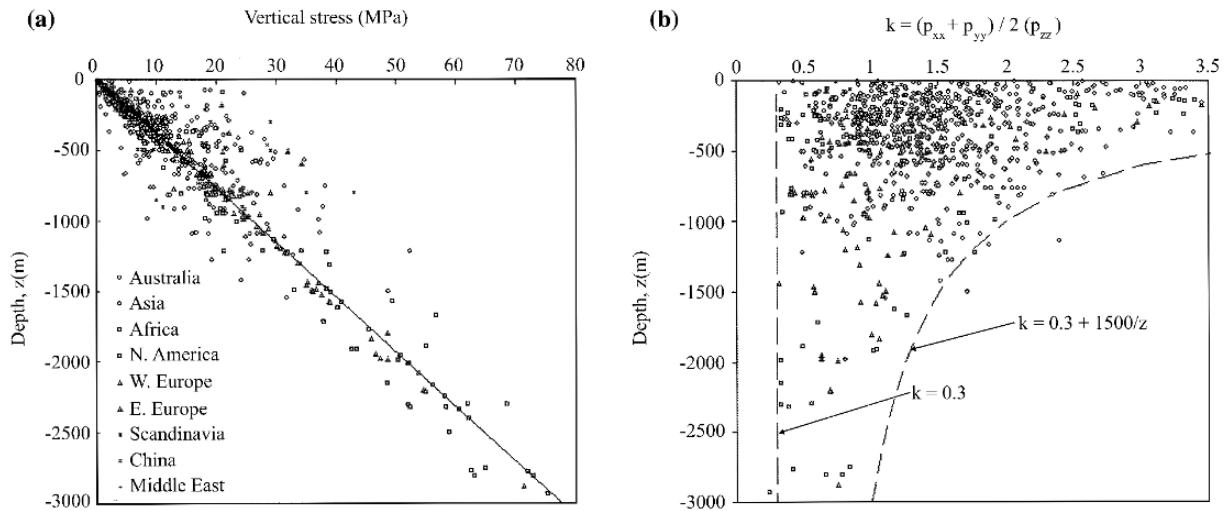 (a)
Vertical stress (MPa)
0 10 20 30 40 50 60 70 80
0
-500
-1000
-1500
-2000
-2500
-3000
Depth, z(m)
Australia
Asia
Africa
N. America
W. Europe
E. Europe
Scandinavia
China
Middle East
(b)
k = (pxx + pyy) / 2 (pzz)
0 0.5 1 1.5 2 2.5 3 3.5
0
-500
-1000
-1500
-2000
-2500
-3000
Depth, z(m)
k = 0.3 + 1500/z
k = 0.3